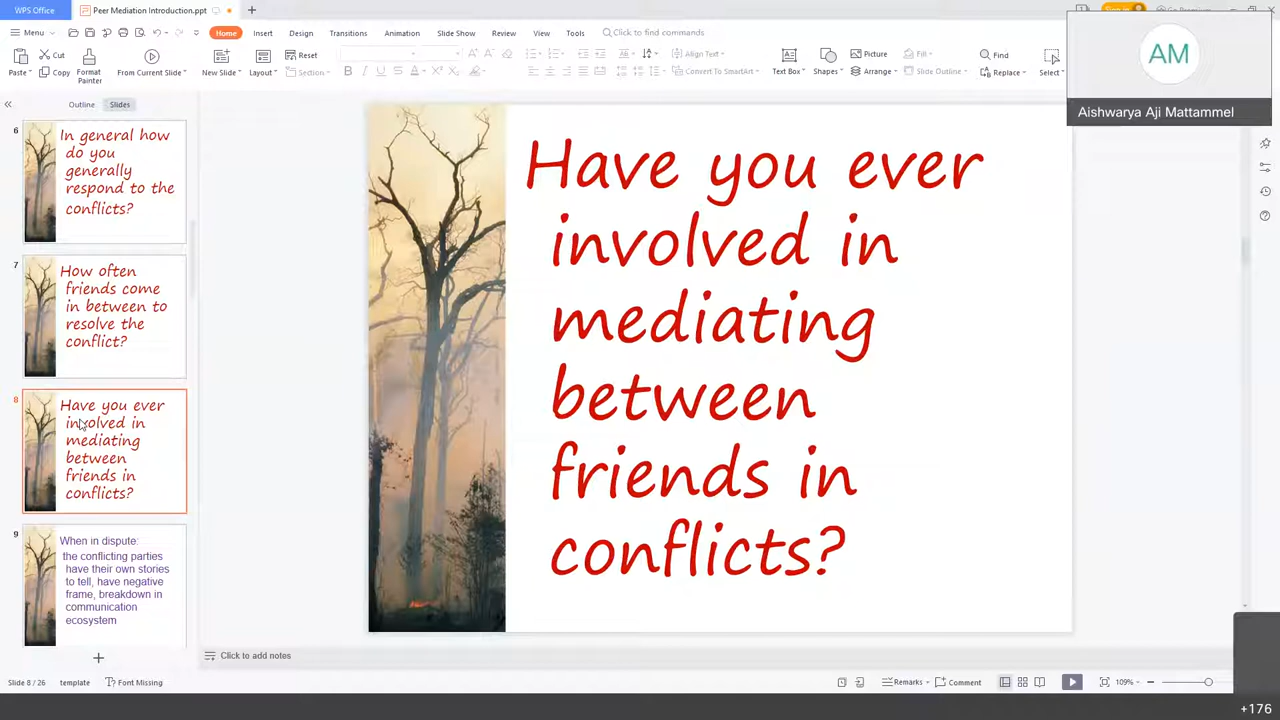 WPS Office
Peer Mediation Introduction.ppt
Menu
Home
Insert
Design
Transitions
Animation
Slide Show
Review
View
Tools
Click to find commands
Paste
Cut
Copy
Format
Painter
From Current Slide
New Slide
Layout
Reset
Section
Align Text
Convert To SmartArt
Text Box
Shapes
Picture
Arrange
Fill
Slide Outline
Find
Replace
Select
AM
Aishwarya Aji Mattammel
Outline
Slides
6
In general how
do you
generally
respond to the
conflicts?
7
How often
friends come
in between to
resolve the
conflict?
8
Have you ever
involved in
mediating
between
friends in
conflicts?
9
When in dispute:
the conflicting parties
have their own stories
to tell, have negative
frame, breakdown in
communication
ecosystem
Have you ever
involved in
mediating
between
friends in
conflicts?
Click to add notes
Slide 8 / 26
template
Font Missing
Remarks
Comment
109%
+176